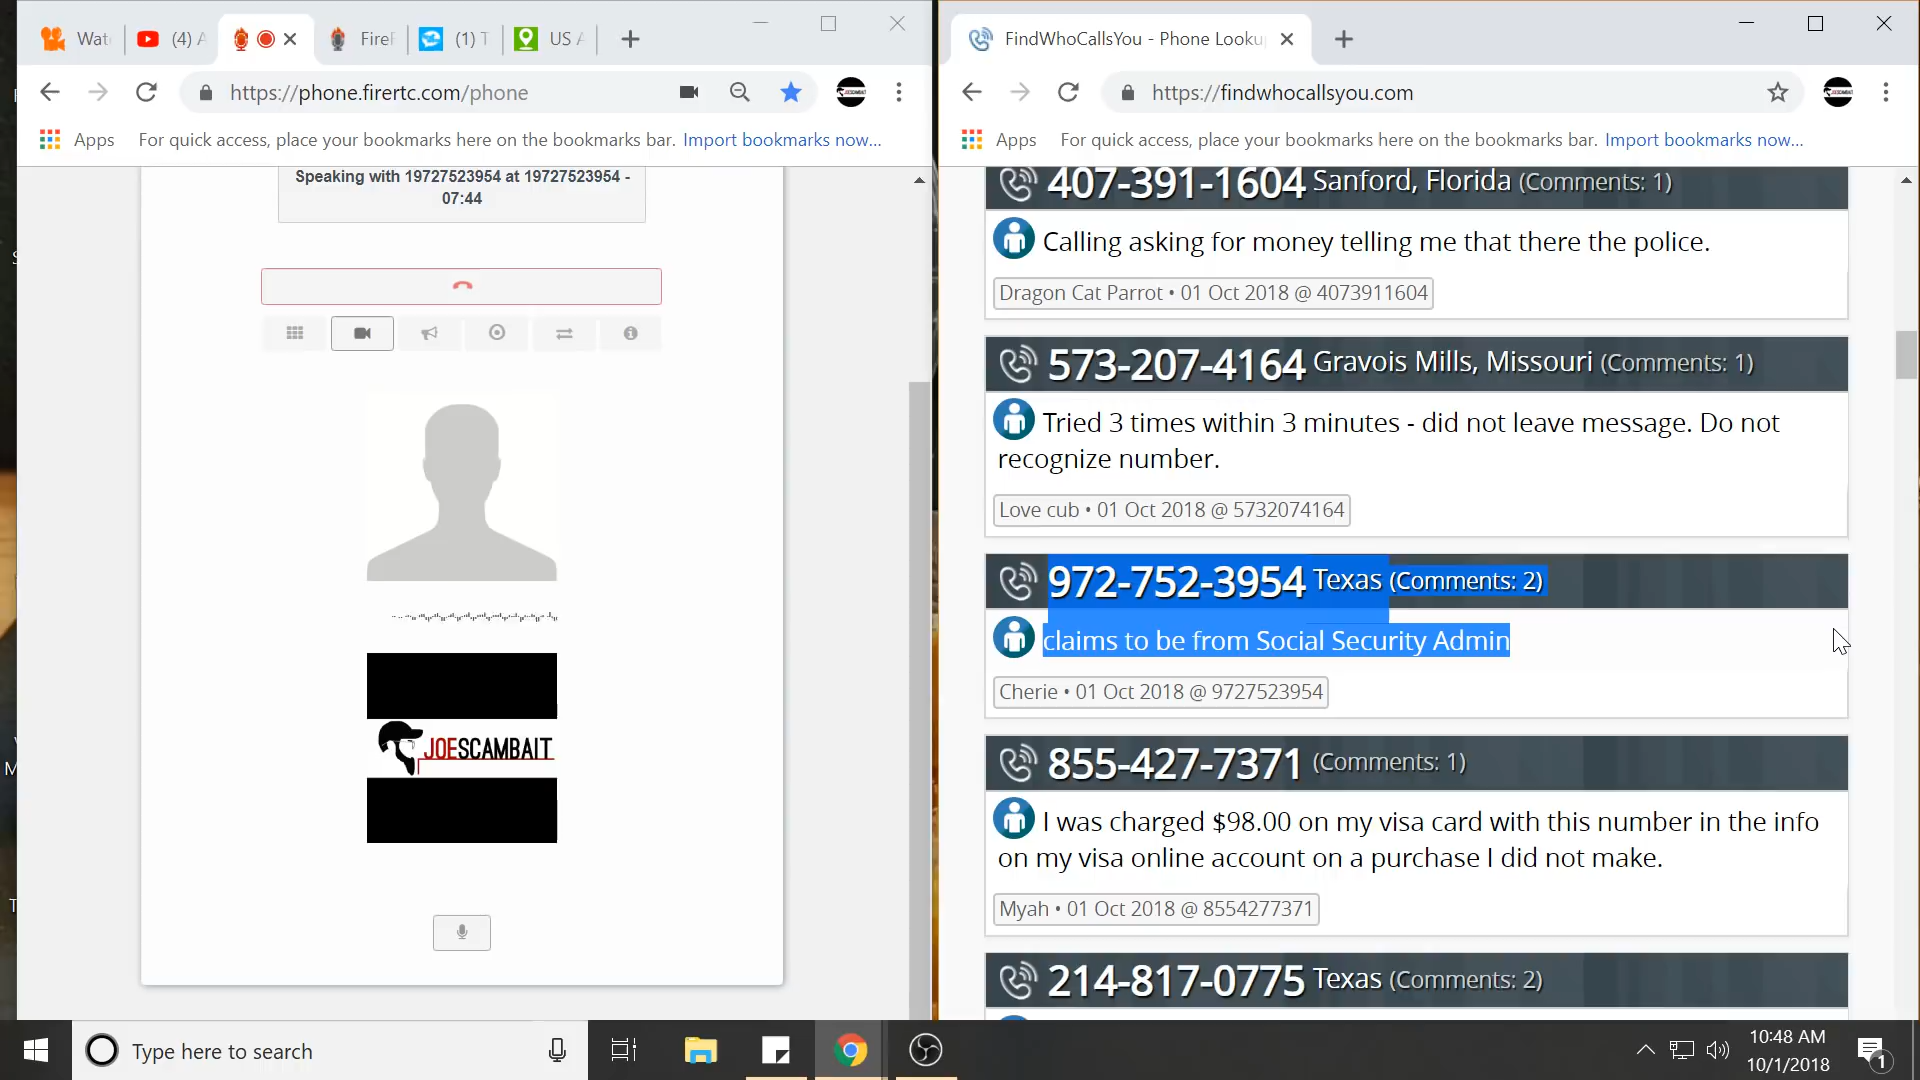 Wat
(4) A
FireF
(1) T
US A
https://phone.firertc.com/phone
Apps
For quick access, place your bookmarks here on the bookmarks bar. Import bookmarks now...
Speaking with 19727523954 at 19727523954 -
07:44
JOESCAMBAIT
FindWhoCallsYou - Phone Looku
https://findwhocallsyou.com
Apps
For quick access, place your bookmarks here on the bookmarks bar. Import bookmarks now...
407-391-1604 Sanford, Florida (Comments: 1)
Calling asking for money telling me that there the police.
Dragon Cat Parrot • 01 Oct 2018 @ 4073911604
573-207-4164 Gravois Mills, Missouri (Comments: 1)
Tried 3 times within 3 minutes - did not leave message. Do not
recognize number.
Love cub • 01 Oct 2018 @ 5732074164
972-752-3954 Texas (Comments: 2)
claims to be from Social Security Admin
Cherie • 01 Oct 2018 @ 9727523954
855-427-7371 (Comments: 1)
I was charged $98.00 on my visa card with this number in the info
on my visa online account on a purchase I did not make.
Myah • 01 Oct 2018 @ 8554277371
214-817-0775 Texas (Comments: 2)
Type here to search
10:48 AM
10/1/2018
1